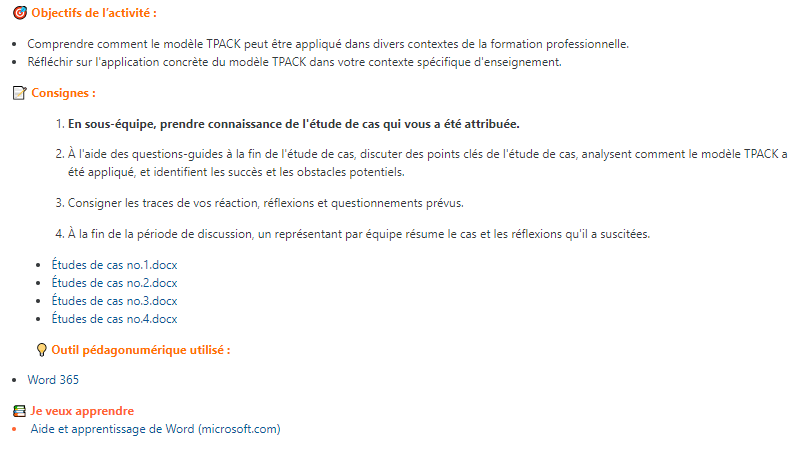 Objectifs de l'activité :
Comprendre comment le modèle TPACK peut être appliqué dans divers contextes de la formation professionnelle.
Réfléchir sur l'application concrète du modèle TPACK dans votre contexte spécifique d'enseignement.
Consignes :
1. En sous-équipe, prendre connaissance de l'étude de cas qui vous a été attribuée.
2. À l'aide des questions-guides à la fin de l'étude de cas, discuter des points clés de l'étude de cas, analysent comment le modèle TPACK a
été appliqué, et identifient les succès et les obstacles potentiels.
3. Consigner les traces de vos réaction, réflexions et questionnements prévus.
4. À la fin de la période de discussion, un représentant par équipe résume le cas et les réflexions qu'il a suscitées.
Études de cas no.1.docx
Études de cas no.2.docx
Études de cas no.3.docx
Études de cas no.4.docx
Outil pédagonumérique utilisé :
Word 365
Je veux apprendre
Aide et apprentissage de Word (microsoft.com)